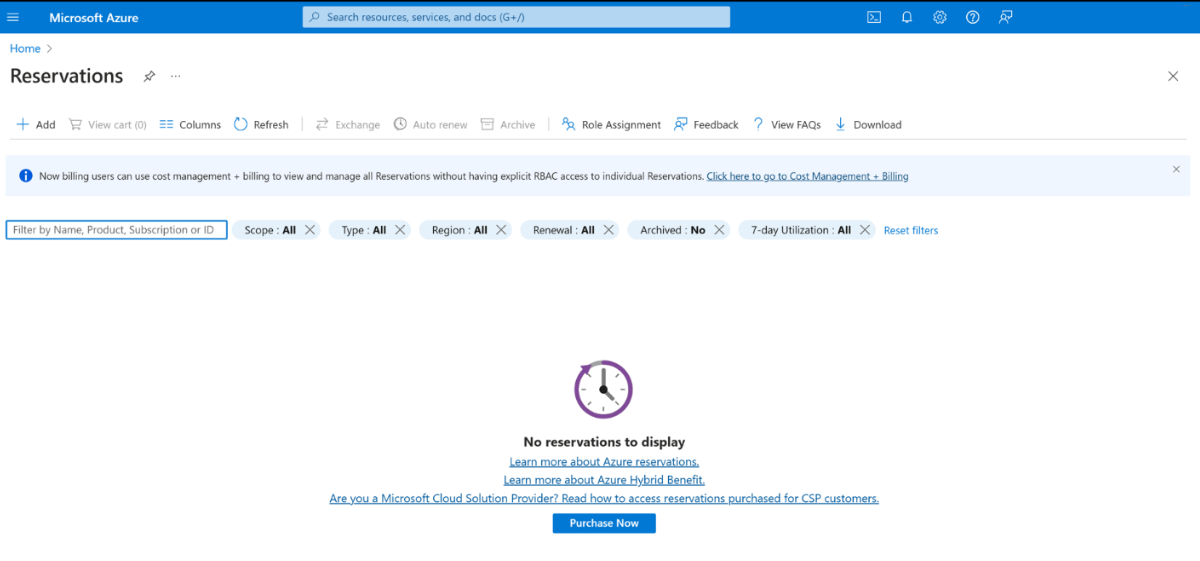 Microsoft Azure
Search resources, services, and docs (G+/)
Home
Reservations
Add View cart (0) Columns Refresh Exchange Auto renew Archive Role Assignment Feedback View FAQs Download
Now billing users can use cost management + billing to view and manage all Reservations without having explicit RBAC access to individual Reservations. Click here to go to Cost Management + Billing
Filter by Name, Product, Subscription or ID Scope : All Type : All Region : All Renewal : All Archived : No 7-day Utilization : All Reset filters
No reservations to display
Learn more about Azure reservations.
Learn more about Azure Hybrid Benefit.
Are you a Microsoft Cloud Solution Provider? Read how to access reservations purchased for CSP customers.
Purchase Now